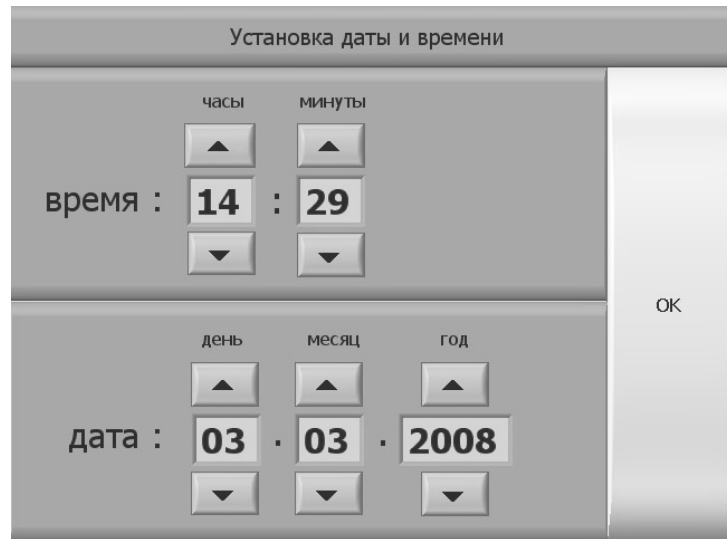 Установка даты и времени
часы минуты
время : 14 : 29
OK
день месяц год
дата : 03 . 03 . 2008